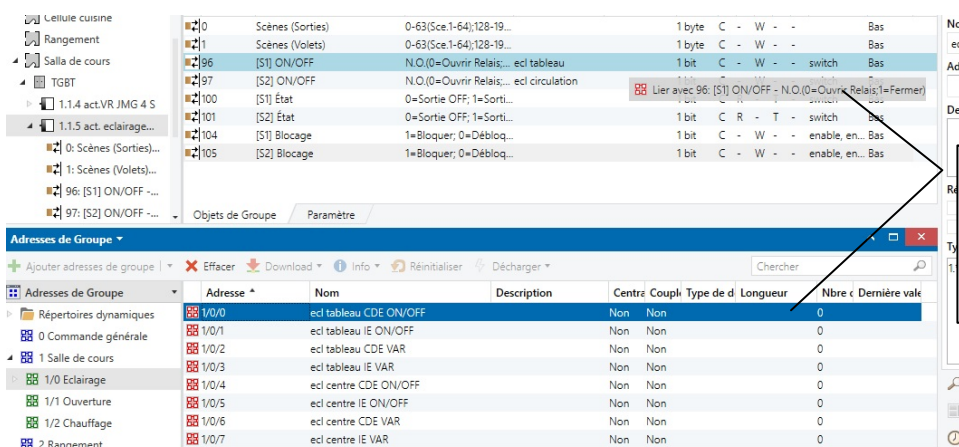 Cellule cuisine
Rangement
Salla de cours
TGBT
1.1.4 act.VR JMG 4 S
1.1.5 act. eclairage...
0: Scènes (Sorties)...
1: Scènes (Volets)...
96: [S1] ON/OFF -...
97: [S2] ON/OFF -...
0 Scènes (Sorties) 0-63(Sce.1-64);128-19... 1 byte C - W - - Bas
1 Scènes (Volets) 0-63(Sce.1-64);128-19... 1 byte C - W - - Bas
96 [S1] ON/OFF N.O.(0=Ouvrir Relais;... ecl tableau 1 bit C - W - - switch Bas
97 [S2] ON/OFF N.O.(0=Ouvrir Relais;... ecl circulation 1 bit C - W - - switch Bas
Lier avec 96: [S1] ON/OFF - N.O.(0=Ouvrir Relais;1=Fermer)
100 [S1] État 0=Sortie OFF; 1=Sorti... 1 bit C R - T - switch Bas
101 [S2] État 0=Sortie OFF; 1=Sorti... 1 bit C R - T - switch Bas
104 [S1] Blocage 1=Bloquer; 0=Débloq... 1 bit C - W - - enable, en... Bas
105 [S2] Blocage 1=Bloquer; 0=Débloq... 1 bit C - W - - enable, en... Bas
Objets de Groupe Paramètre
No
Ad
De
Ty
Adresses de Groupe
Ajouter adresses de groupe Effacer Download Info Réinitialiser Décharger Chercher
Adresses de Groupe
Répertoires dynamiques
0 Commande générale
1 Salle de cours
1/0 Eclairage
1/1 Ouverture
1/2 Chauffage
2 Rangement
Adresse Nom Description Centra Couple Type de d Longueur Nbre c Dernière vale
1/0/0 ecl tableau CDE ON/OFF Non Non 0
1/0/1 ecl tableau IE ON/OFF Non Non 0
1/0/2 ecl tableau CDE VAR Non Non 0
1/0/3 ecl tableau IE VAR Non Non 0
1/0/4 ecl centre CDE ON/OFF Non Non 0
1/0/5 ecl centre IE ON/OFF Non Non 0
1/0/6 ecl centre CDE VAR Non Non 0
1/0/7 ecl centre IE VAR Non Non 0